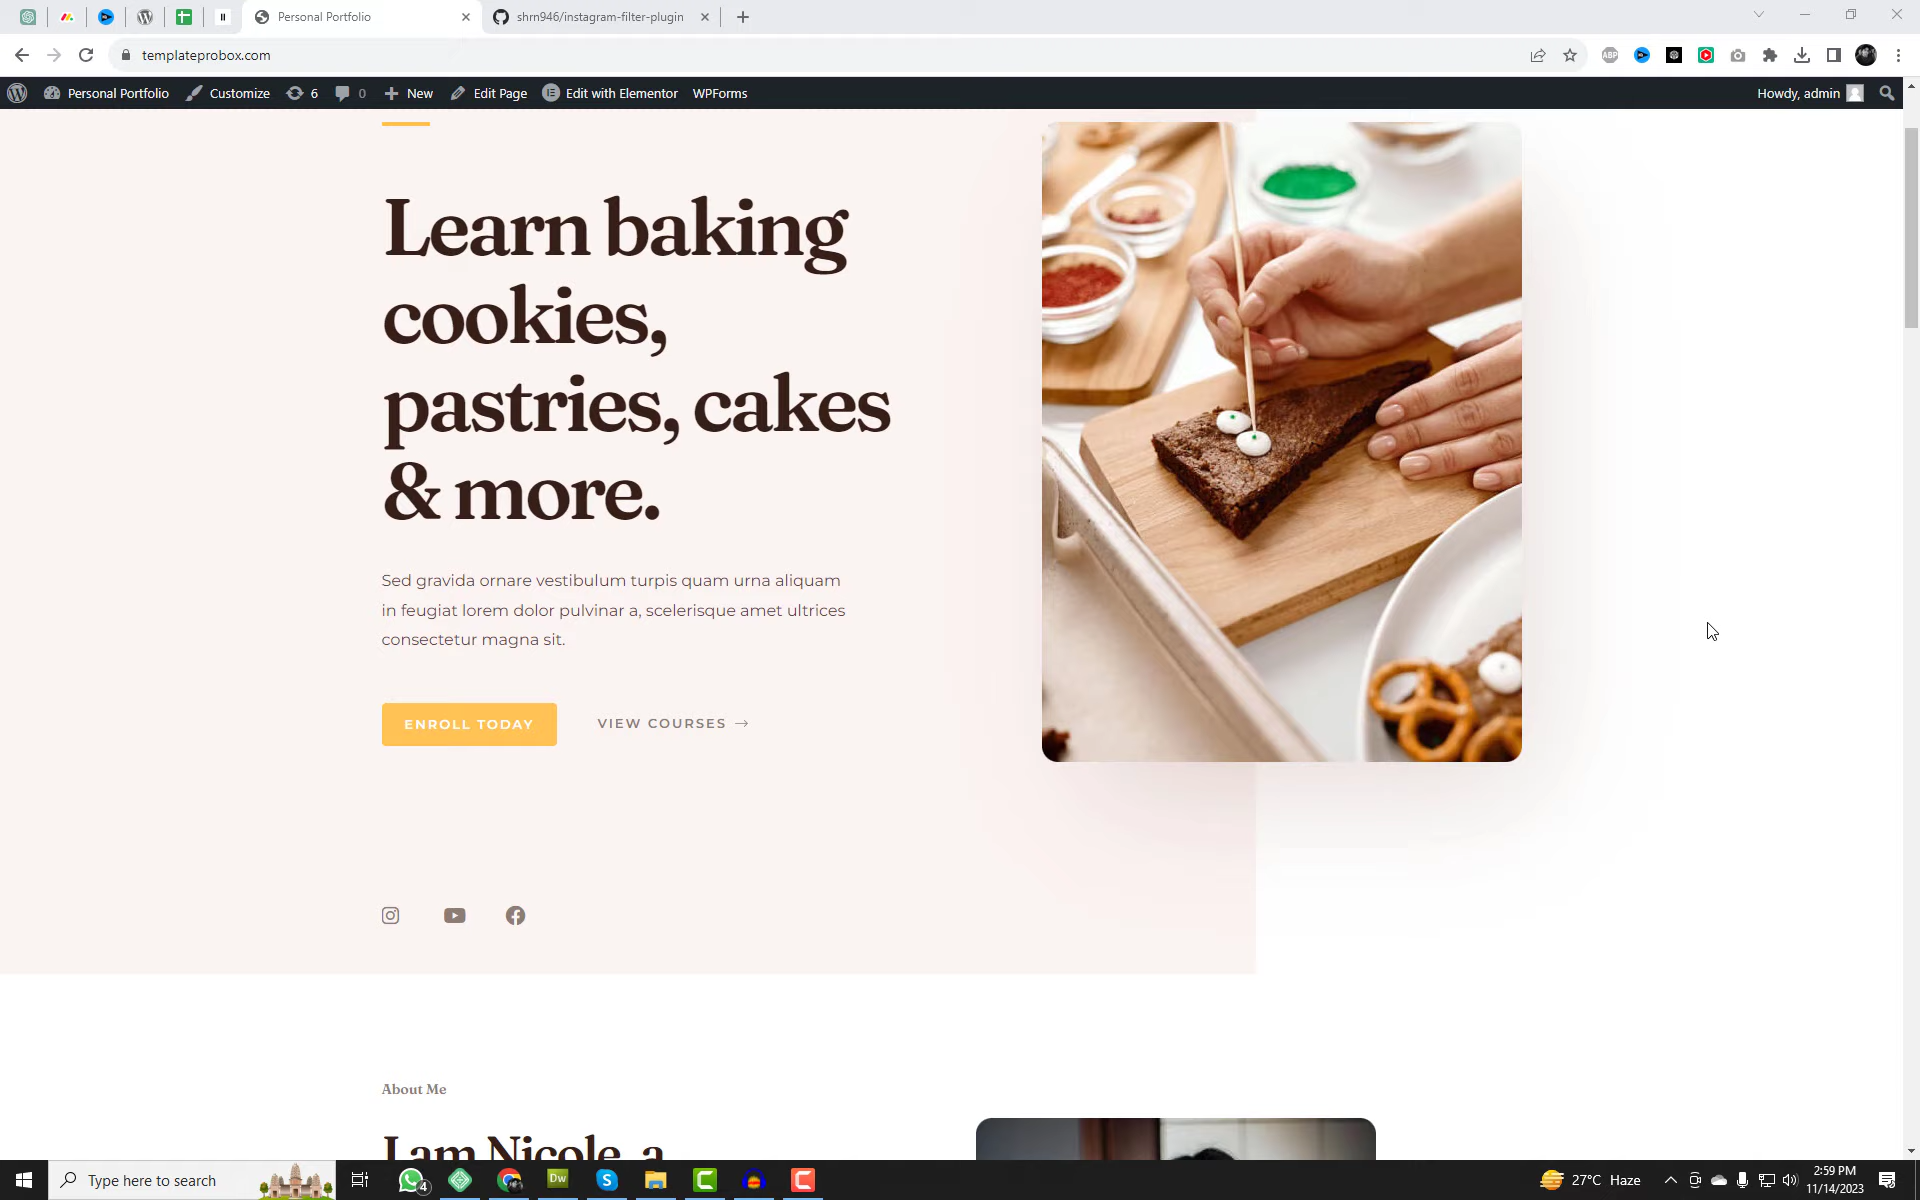 Personal Portfolio
shrn946/instagram-filter-plugin
templateprobox.com
ABP
Personal Portfolio
Customize
6
0
New
Edit Page
Edit with Elementor
WPForms
Howdy, admin
Learn baking
cookies,
pastries, cakes
& more.
Sed gravida ornare vestibulum turpis quam urna aliquam
in feugiat lorem dolor pulvinar a, scelerisque amet ultrices
consectetur magna sit.
ENROLL TODAY
VIEW COURSES →
About Me
I am Nicole, a
Type here to search
4
Dw
27°C Haze
2:59 PM
11/14/2023